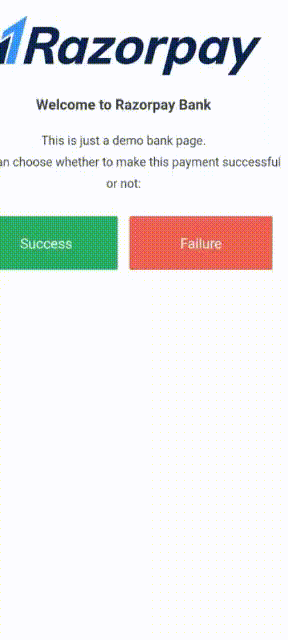 Razorpay
Welcome to Razorpay Bank
This is just a demo bank page.
an choose whether to make this payment successful
or not:
Success
Failure